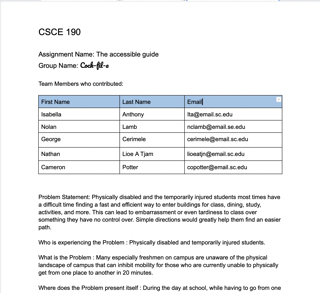 CSCE 190
Assignment Name: The accessible guide
Group Name: Cock-fil-a
Team Members who contributed:
First Name Last Name Email
Isabella Anthony lta@email.sc.edu
Nolan Lamb nclamb@email.se.edu
George Cerimele cerimele@email.sc.edu
Nathan Lioe A Tjam lioeatjn@email.sc.edu
Cameron Potter copotter@email.sc.edu
Problem Statement: Physically disabled and the temporarily injured students most times have
a difficult time finding a fast and efficient way to enter buildings for class, dining, study,
activities, and more. This can lead to embarrassment or even tardiness to class over
something they have no control over. Simple directions would greatly help them find an easier
path.
Who is experiencing the Problem : Physically disabled and temporarily injured students.
What is the Problem : Many especially freshmen on campus are unaware of the physical
landscape of campus that can inhibit mobility for those who are currently unable to physically
get from one place to another in 20 minutes.
Where does the Problem present itself : During the day at school, while having to go from one